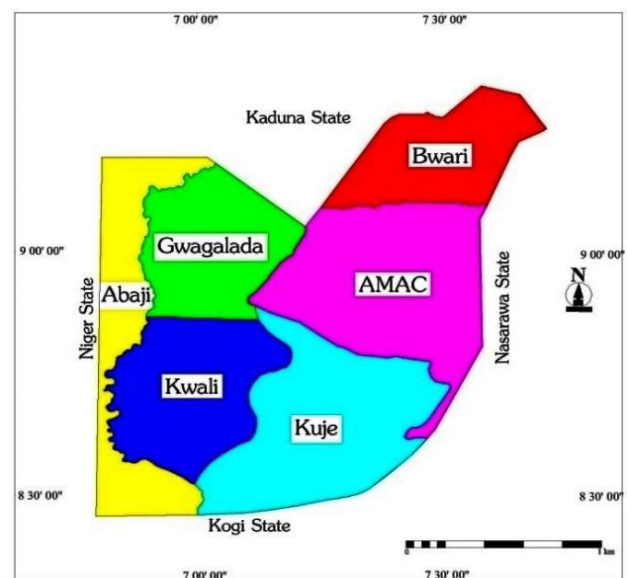 7 00' 00"
7 30' 00"
Kaduna State
Bwari
Gwagalada
9 00' 00"
9 00' 00"
N
Abaji
AMAC
Niger State
Nasarawa State
Kwali
Kuje
8 30' 00"
8 30' 00"
Kogi State
0
1 km
7 00' 00"
7 30' 00"